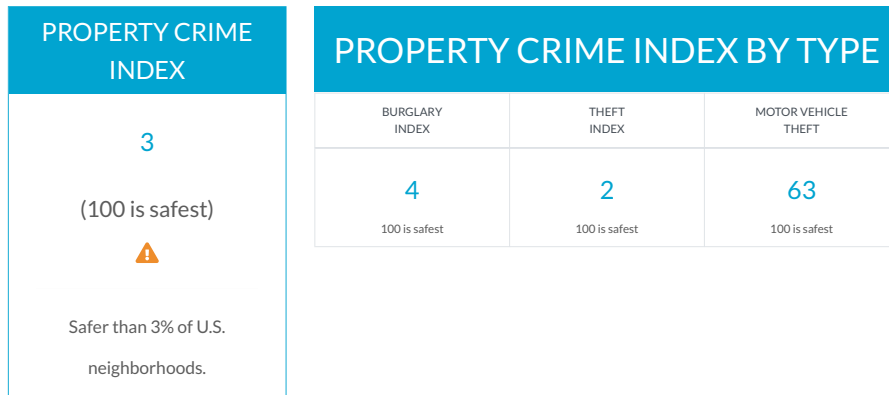 PROPERTY CRIME
INDEX
3
(100 is safest)
Safer than 3% of U.S.
neighborhoods.
PROPERTY CRIME INDEX BY TYPE
BURGLARY
INDEX
THEFT
INDEX
MOTOR VEHICLE
THEFT
4
2
63
100 is safest
100 is safest
100 is safest